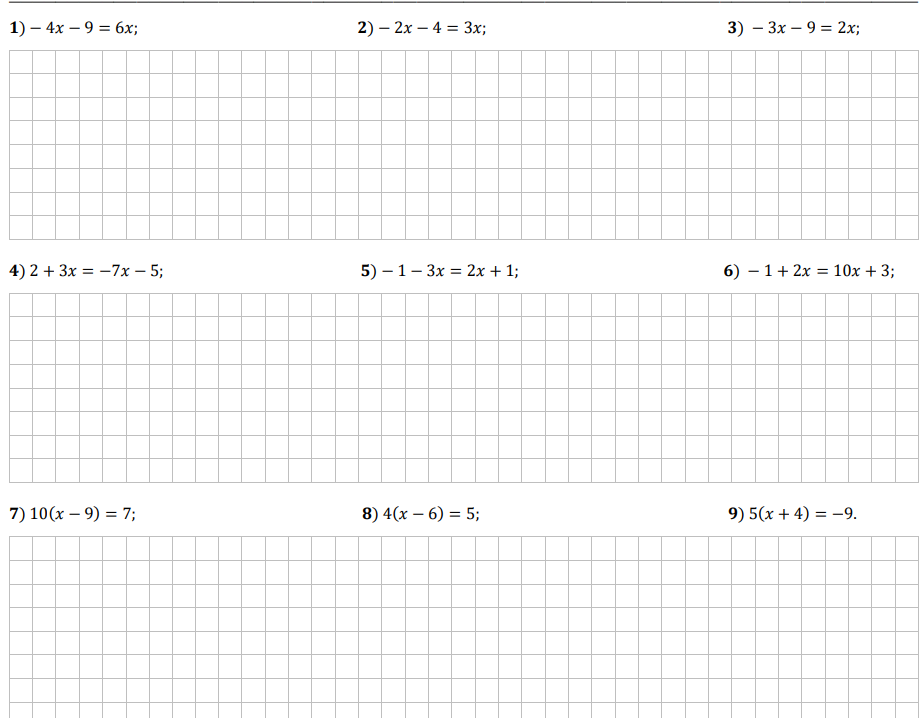 1) − 4x − 9 = 6x; 2) − 2x − 4 = 3x; 3) − 3x − 9 = 2x;
4) 2 + 3x = −7x − 5; 5) − 1 − 3x = 2x + 1; 6) − 1 + 2x = 10x + 3;
7) 10(x − 9) = 7; 8) 4(x − 6) = 5; 9) 5(x + 4) = −9.